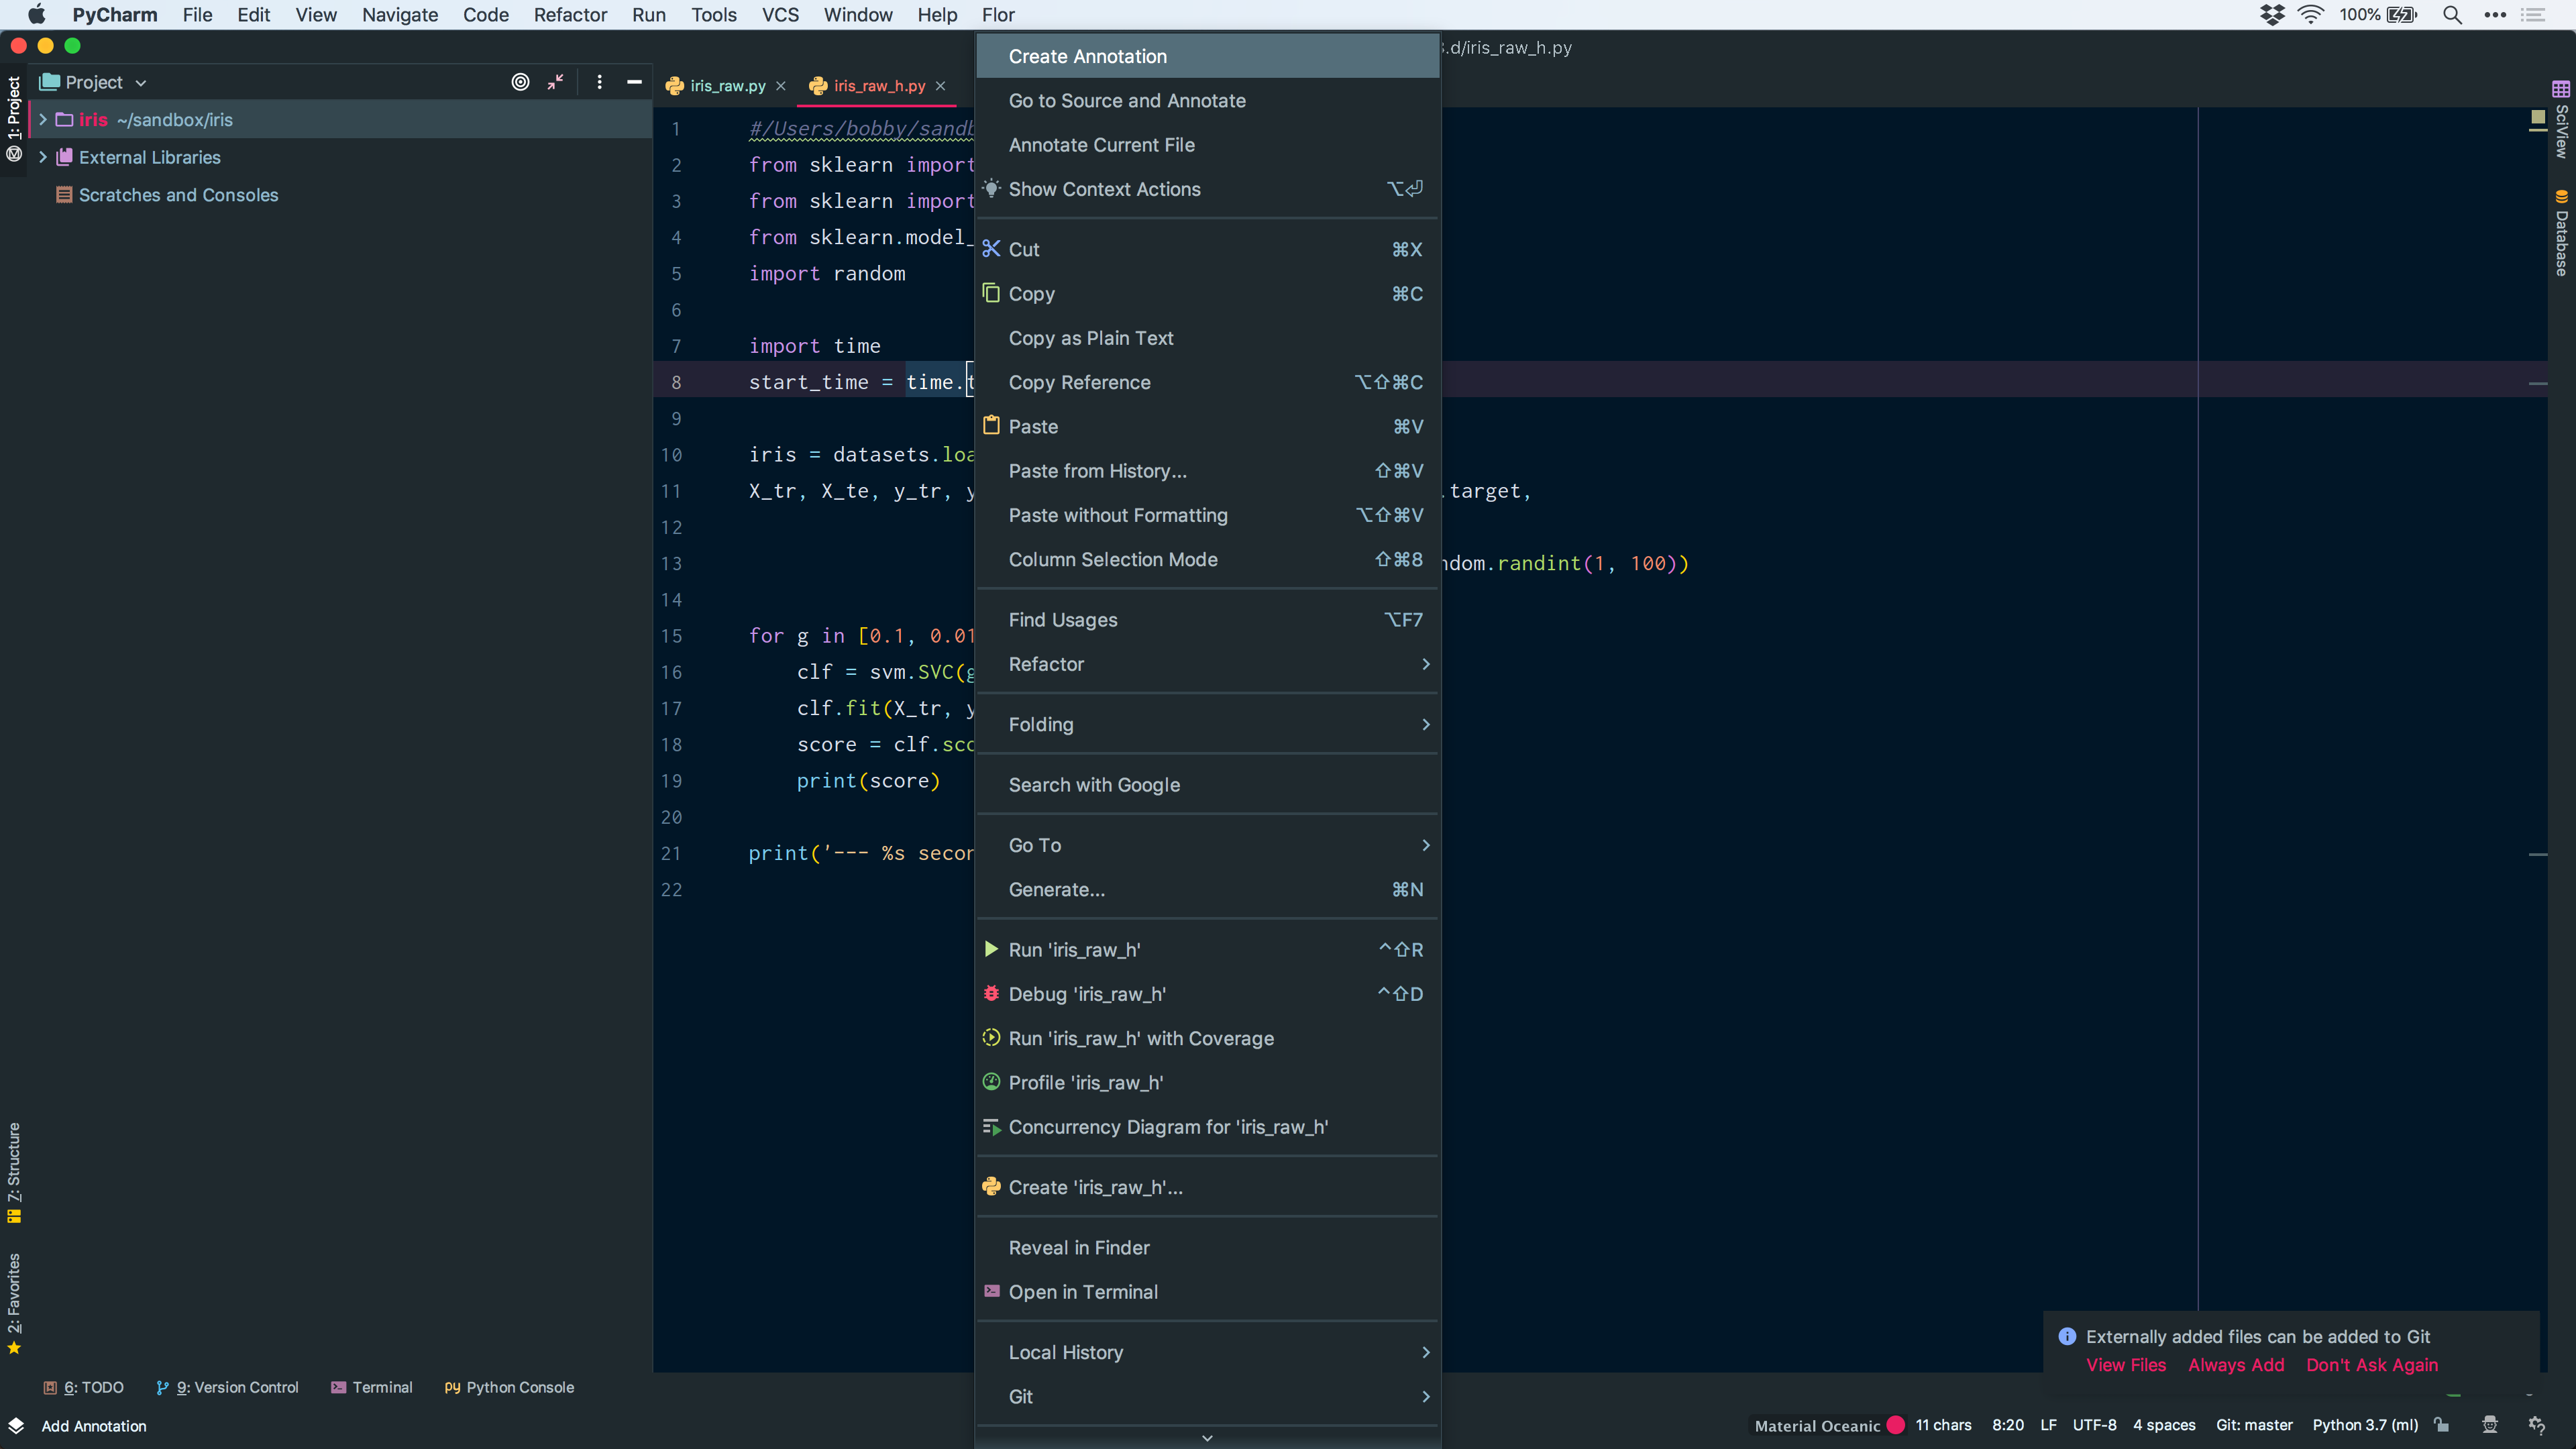 PyCharm File Edit View Navigate Code Refactor Run Tools VCS Window Help Flor 100%
.d/iris_raw_h.py
1: Project
Project
iris ~/sandbox/iris
External Libraries
Scratches and Consoles
7: Structure
2: Favorites
iris_raw.py iris_raw_h.py
1 #/Users/bobby/sandb
2 from sklearn import
3 from sklearn import
4 from sklearn.model_
5 import random
6
7 import time
8 start_time = time.t
9
10 iris = datasets.loa
11 X_tr, X_te, y_tr, y .target,
12
13 ndom.randint(1, 100))
14
15 for g in [0.1, 0.01
16 clf = svm.SVC(g
17 clf.fit(X_tr, y
18 score = clf.sco
19 print(score)
20
21 print('--- %s secon
22
Create Annotation
Go to Source and Annotate
Annotate Current File
Show Context Actions ⌥⏎
Cut ⌘X
Copy ⌘C
Copy as Plain Text
Copy Reference ⌥⇧⌘C
Paste ⌘V
Paste from History... ⇧⌘V
Paste without Formatting ⌥⇧⌘V
Column Selection Mode ⇧⌘8
Find Usages ⌥F7
Refactor
Folding
Search with Google
Go To
Generate... ⌘N
Run 'iris_raw_h' ^⇧R
Debug 'iris_raw_h' ^⇧D
Run 'iris_raw_h' with Coverage
Profile 'iris_raw_h'
Concurrency Diagram for 'iris_raw_h'
Create 'iris_raw_h'...
Reveal in Finder
Open in Terminal
Local History
Git
SciView
Database
Externally added files can be added to Git
View Files Always Add Don't Ask Again
6: TODO 9: Version Control Terminal Python Console
Add Annotation Material Oceanic 11 chars 8:20 LF UTF-8 4 spaces Git: master Python 3.7 (ml)